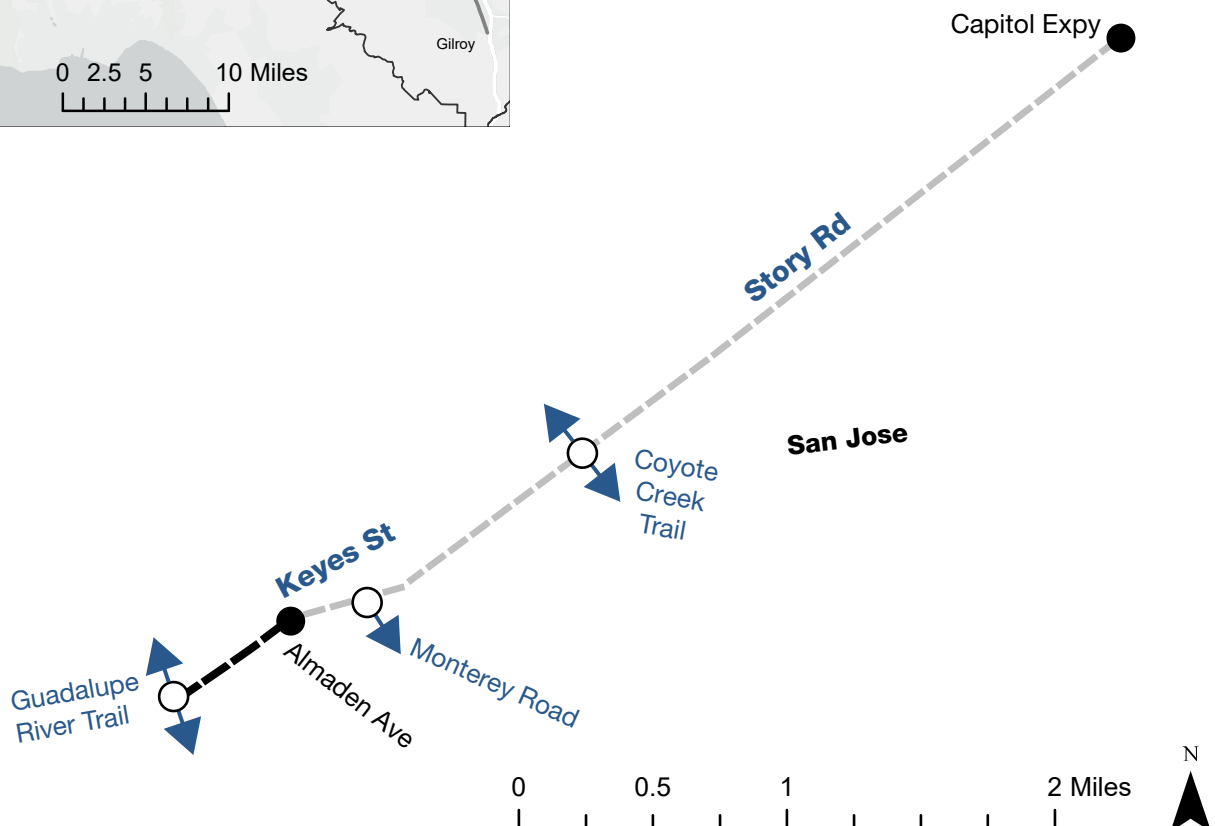 Capitol Expy
Gilroy
0 2.5 5 10 Miles
Story Rd
San Jose
Coyote
Creek
Trail
Keyes St
Almaden Ave
Monterey Road
Guadalupe
River Trail
N
0 0.5 1 2 Miles